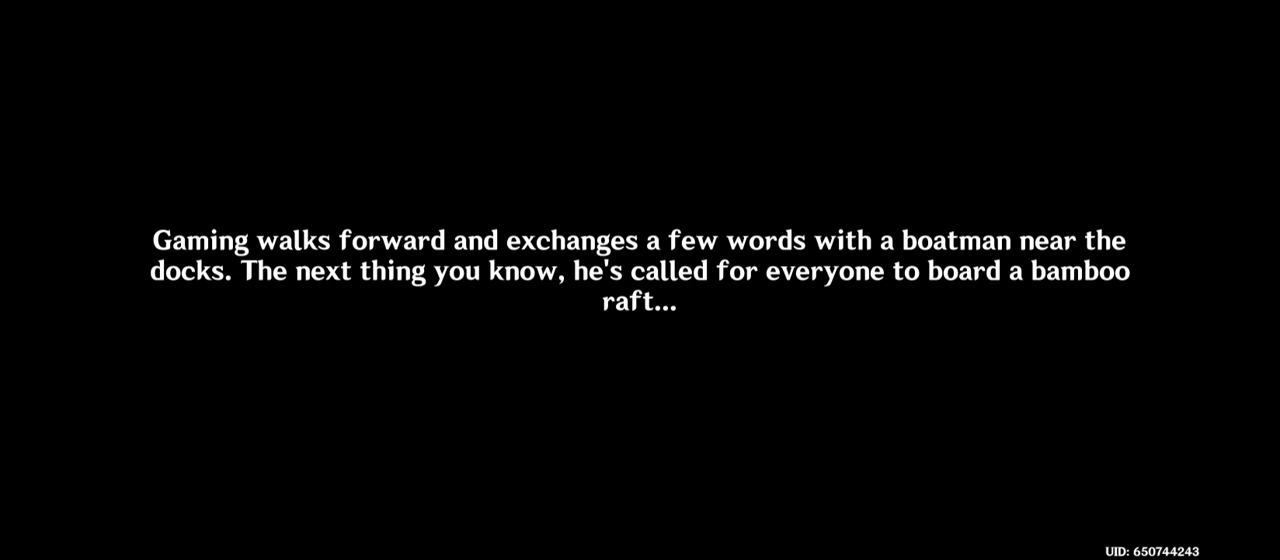 Gaming walks forward and exchanges a few words with a boatman near the
docks. The next thing you know, he's called for everyone to board a bamboo
raft...
UID: 650744243